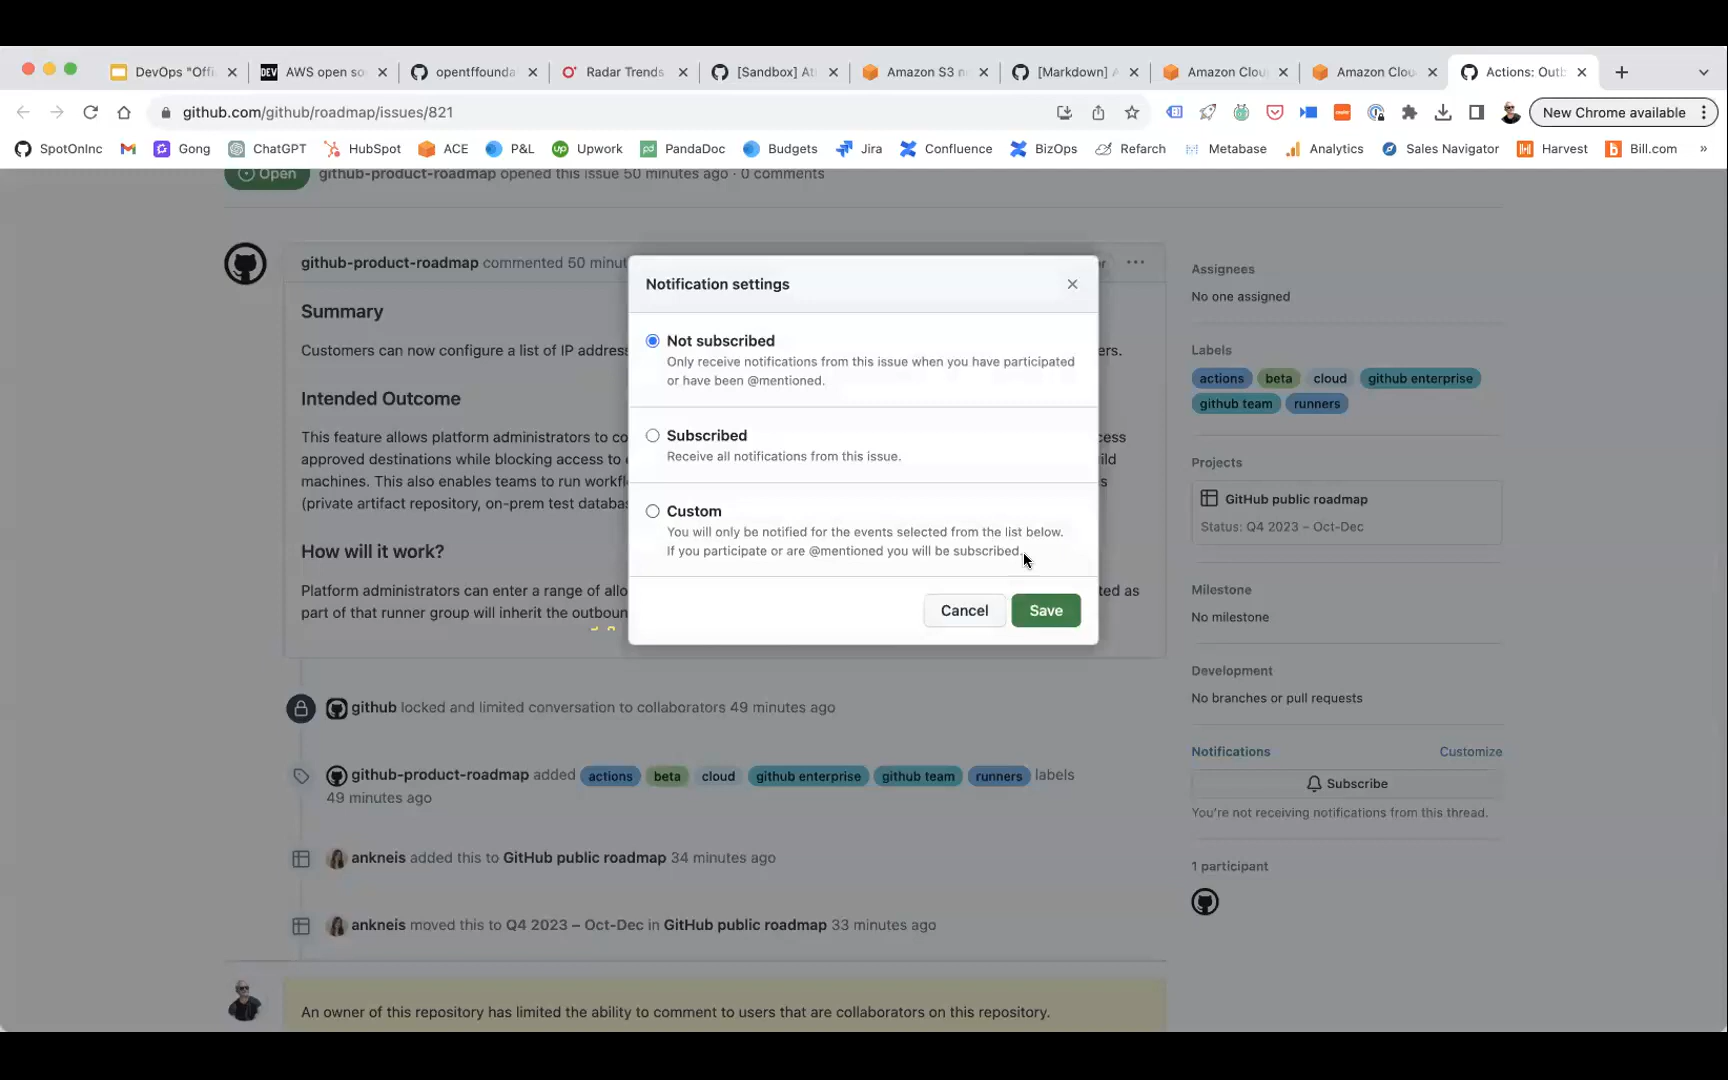 DevOps "Offi
AWS open so
opentffounda
Radar Trends
[Sandbox] At
Amazon S3 n
[Markdown] A
Amazon Clou
Amazon Clou
Actions: Outb
github.com/github/roadmap/issues/821
New Chrome available
SpotOnInc
Gong
ChatGPT
HubSpot
ACE
P&L
Upwork
PandaDoc
Budgets
Jira
Confluence
BizOps
Refarch
Metabase
Analytics
Sales Navigator
Harvest
Bill.com
»
Open github-product-roadmap opened this issue 50 minutes ago · 0 comments
github-product-roadmap commented 50 minut
Summary
Customers can now configure a list of IP address
ers.
Intended Outcome
This feature allows platform administrators to co
cess
approved destinations while blocking access to
ild
machines. This also enables teams to run workfl
s
(private artifact repository, on-prem test databas
How will it work?
Platform administrators can enter a range of allo
ted as
part of that runner group will inherit the outboun
Notification settings
Not subscribed
Only receive notifications from this issue when you have participated
or have been @mentioned.
Subscribed
Receive all notifications from this issue.
Custom
You will only be notified for the events selected from the list below.
If you participate or are @mentioned you will be subscribed.
Cancel
Save
github locked and limited conversation to collaborators 49 minutes ago
github-product-roadmap added actions beta cloud github enterprise github team runners labels
49 minutes ago
ankneis added this to GitHub public roadmap 34 minutes ago
ankneis moved this to Q4 2023 – Oct-Dec in GitHub public roadmap 33 minutes ago
An owner of this repository has limited the ability to comment to users that are collaborators on this repository.
Assignees
No one assigned
Labels
actions beta cloud github enterprise
github team runners
Projects
GitHub public roadmap
Status: Q4 2023 – Oct-Dec
Milestone
No milestone
Development
No branches or pull requests
Notifications
Customize
Subscribe
You're not receiving notifications from this thread.
1 participant